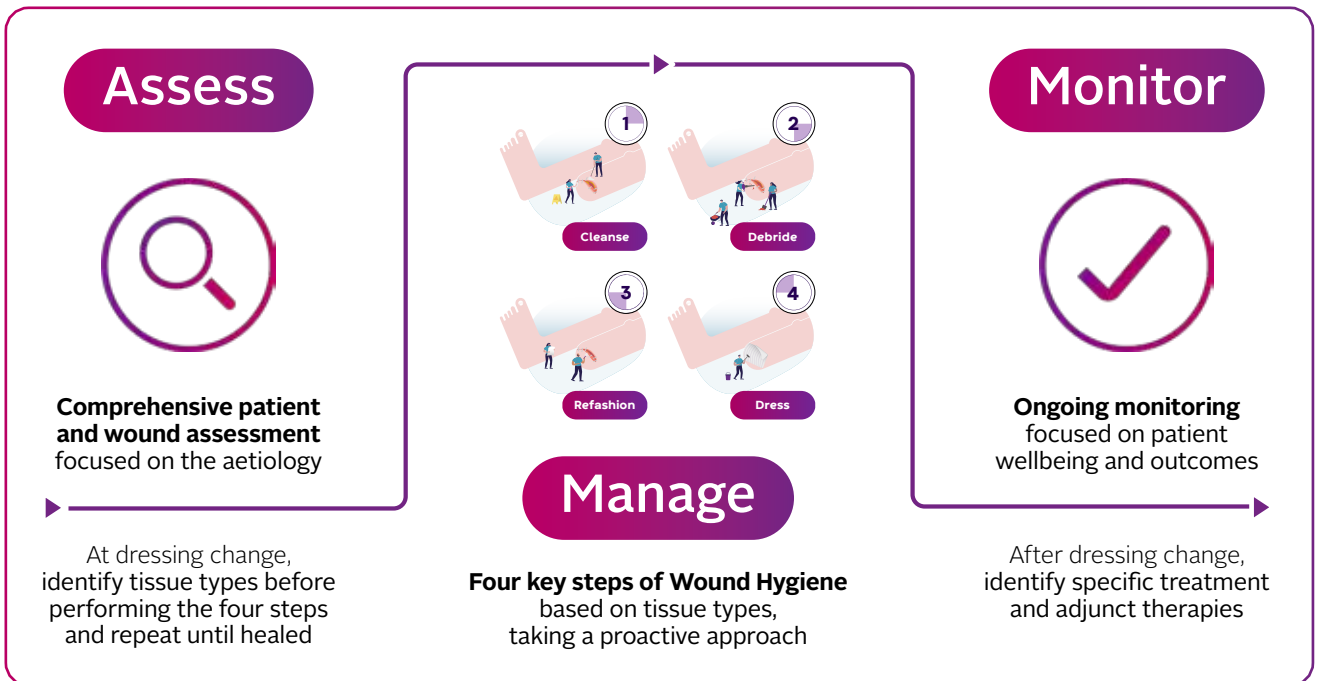 Assess
Comprehensive patient
and wound assessment
focused on the aetiology
At dressing change,
identify tissue types before
performing the four steps
and repeat until healed
1
Cleanse
2
Debride
3
Refashion
4
Dress
Manage
Four key steps of Wound Hygiene
based on tissue types,
taking a proactive approach
Monitor
Ongoing monitoring
focused on patient
wellbeing and outcomes
After dressing change,
identify specific treatment
and adjunct therapies